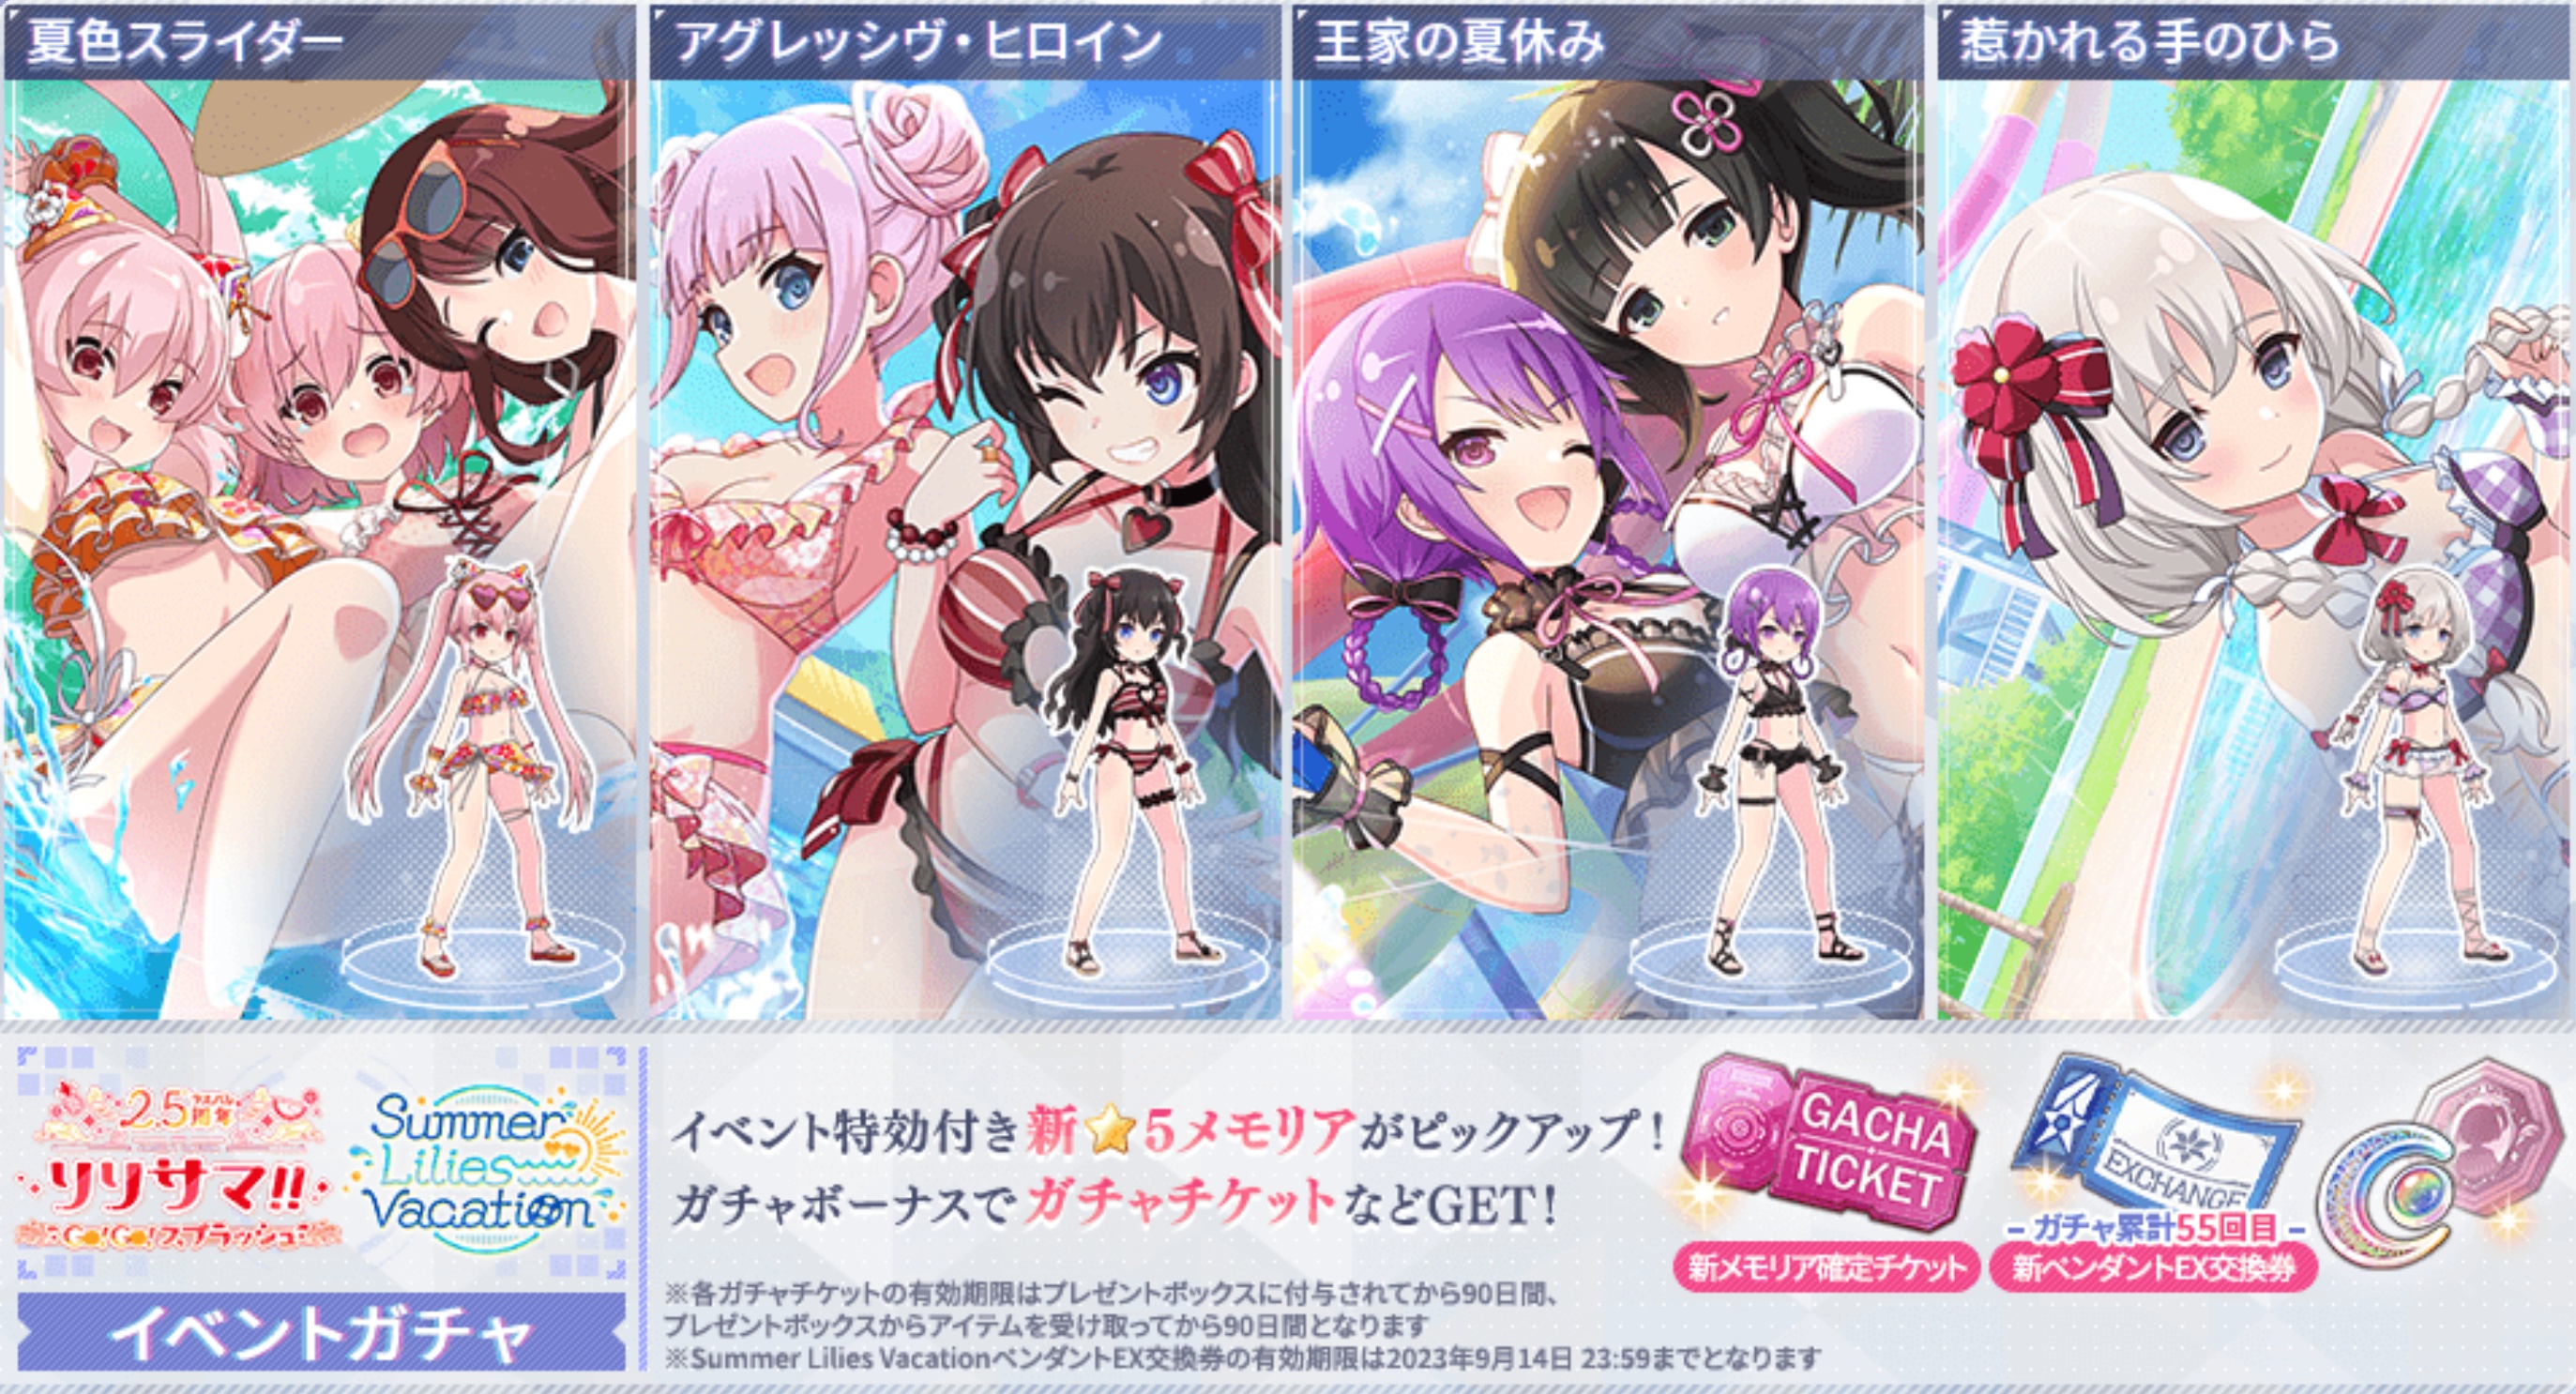 夏色スライダー
アグレッシヴ・ヒロイン
王家の夏休み
惹かれる手のひら
2.5周年
リリサマ!!
Go!Go!スプラッシュ
Summer
Lilies
Vacation
イベントガチャ
イベント特効付き新★5メモリアがピックアップ！
ガチャボーナスでガチャチケットなどGET！
※各ガチャチケットの有効期限はプレゼントボックスに付与されてから90日間、
プレゼントボックスからアイテムを受け取ってから90日間となります
※Summer Lilies VacationペンダントEX交換券の有効期限は2023年9月14日 23:59までとなります
GACHA
TICKET
新メモリア確定チケット
EXCHANGE
- ガチャ累計55回目 -
新ペンダントEX交換券